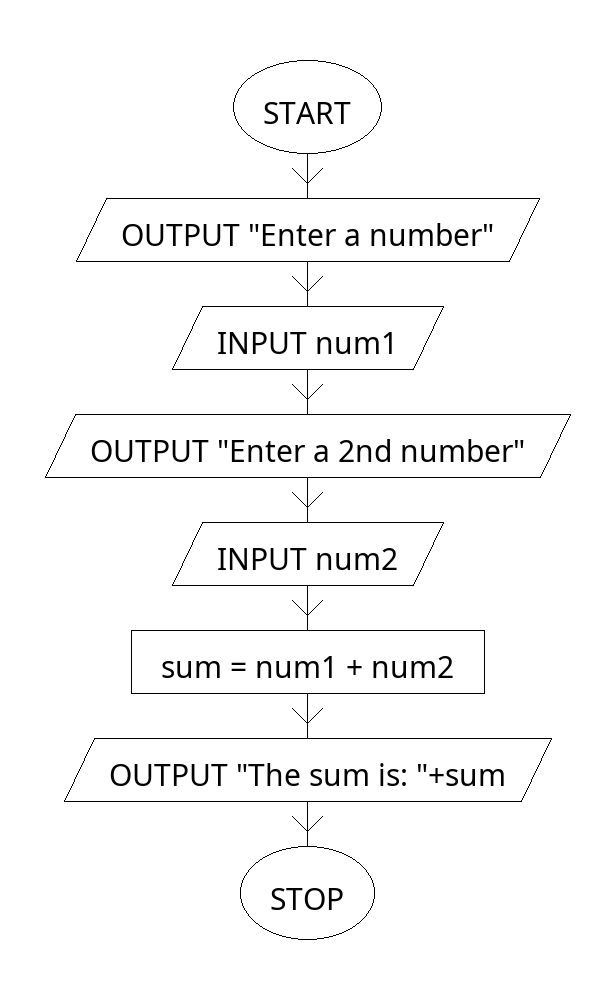 START
OUTPUT "Enter a number"
INPUT num1
OUTPUT "Enter a 2nd number"
INPUT num2
sum = num1 + num2
OUTPUT "The sum is: "+sum
STOP